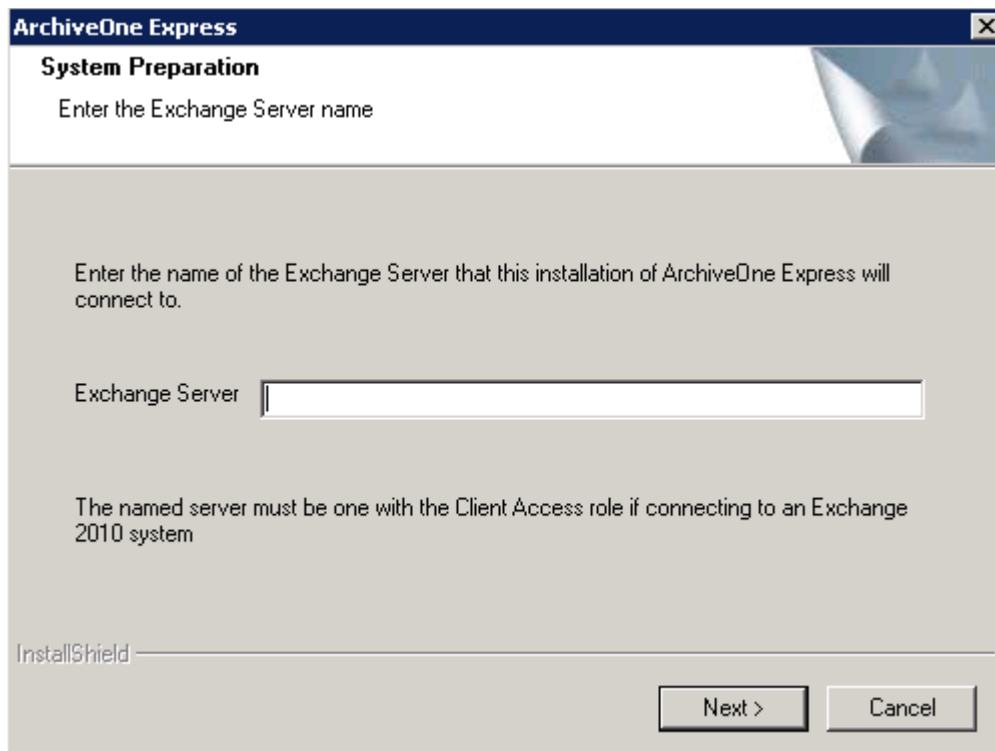 ArchiveOne Express
System Preparation
Enter the Exchange Server name
Enter the name of the Exchange Server that this installation of ArchiveOne Express will
connect to.
Exchange Server
The named server must be one with the Client Access role if connecting to an Exchange
2010 system
InstallShield
Next >
Cancel